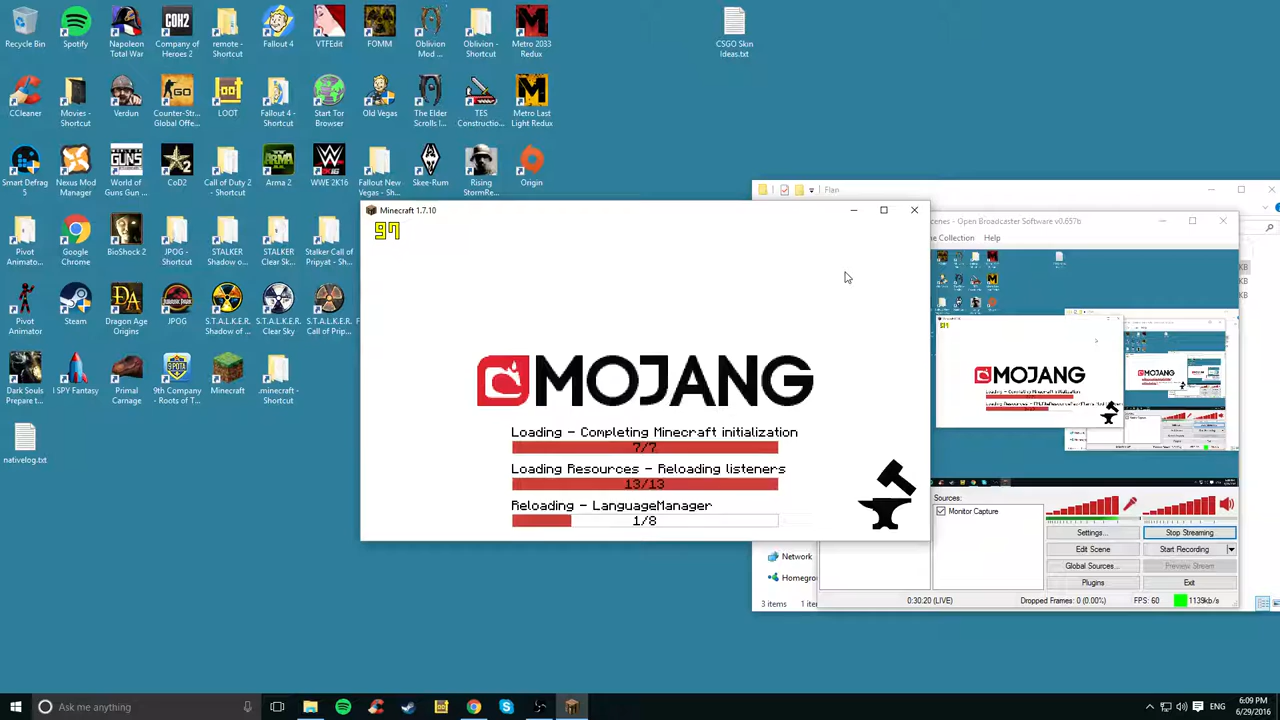 Recycle Bin
Spotify
Napoleon Total War
Company of Heroes 2
remote - Shortcut
Fallout 4
VTFEdit
FOMM
Oblivion Mod ...
Oblivion - Shortcut
Metro 2033 Redux
CSGO Skin Ideas.txt
CCleaner
Movies - Shortcut
Verdun
Counter-Str... Global Offe...
LOOT
Fallout 4 - Shortcut
Start Tor Browser
Old Vegas
The Elder Scrolls I...
TES Constructio...
Metro Last Light Redux
Smart Defrag 5
Nexus Mod Manager
World of Guns Gun ...
CoD2
Call of Duty 2 - Shortcut
Arma 2
WWE 2K16
Fallout New Vegas - Sh...
Skee-Rum
Rising StormRe...
Origin
Flan
Minecraft 1.7.10
97
cenes - Open Broadcaster Software v0.657b
ne Collection
Help
Pivot Animato...
Google Chrome
BioShock 2
JPOG - Shortcut
STALKER Shadow o...
STALKER Clear Sky...
Stalker Call of Pripyat - Sh...
Pivot Animator
Steam
Dragon Age Origins
JPOG
S.T.A.L.K.E.R. Shadow of...
S.T.A.L.K.E.R. Clear Sky
S.T.A.L.K.E.R. Call of Prip...
MOJANG
Dark Souls Prepare t...
I SPY Fantasy
Primal Carnage
9th Company - Roots of T...
Minecraft
.minecraft - Shortcut
Loading - Completing Minecraft initialization
7/7
Loading Resources - Reloading listeners
13/13
Reloading - LanguageManager
1/8
nativelog.txt
Sources:
Monitor Capture
Settings...
Stop Streaming
Edit Scene
Start Recording
Global Sources...
Preview Stream
Plugins
Exit
Network
Homegro
3 items
1 ite
0:30:20 (LIVE)
Dropped Frames: 0 (0.00%)
FPS: 60
1139kb/s
Ask me anything
ENG
6:09 PM
6/29/2016